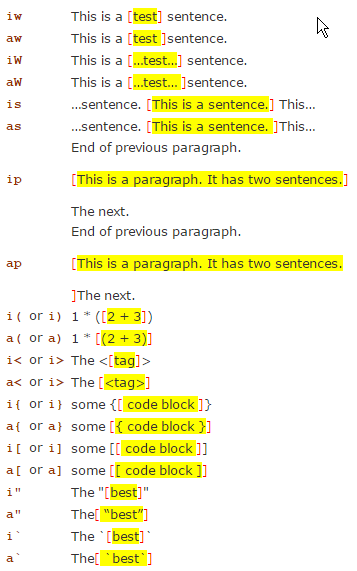 iw This is a [test] sentence.
aw This is a [test ]sentence.
iW This is a [...test...] sentence.
aW This is a [...test... ]sentence.
is ...sentence. [This is a sentence.] This...
as ...sentence. [This is a sentence. ]This...
End of previous paragraph.
ip [This is a paragraph. It has two sentences.]
The next.
End of previous paragraph.
ap [This is a paragraph. It has two sentences.
]The next.
i( or i) 1 * ([2 + 3])
a( or a) 1 * [(2 + 3)]
i< or i> The <[tag]>
a< or i> The [<tag>]
i{ or i} some {[ code block ]}
a{ or a} some [{ code block }]
i[ or i] some [[ code block ]]
a[ or a] some [[ code block ]]
i" The "[best]"
a" The[ “best”]
i` The `[best]`
a` The[ `best`]